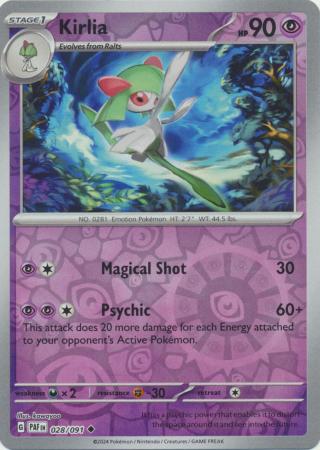 STAGE 1
Kirlia
HP 90
Evolves from Ralts
NO. 0281 Emotion Pokémon HT: 2'7" WT: 44.5 lbs.
Magical Shot 30
Psychic 60+
This attack does 20 more damage for each Energy attached
to your opponent's Active Pokémon.
weakness ×2 resistance -30 retreat
Illus. kawayoo
G PAF EN 028/091
©2024 Pokémon / Nintendo / Creatures / GAME FREAK